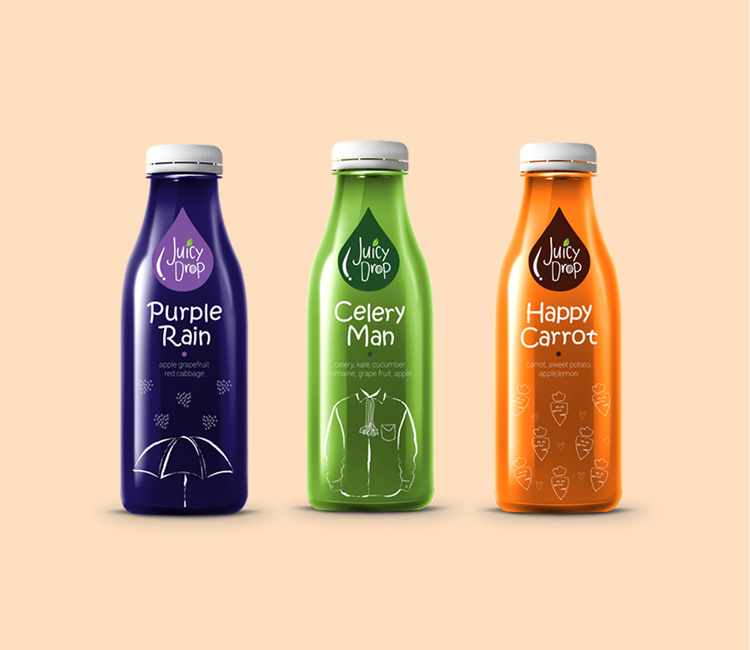 Juicy
Drop
Purple
Rain
apple grapefruit
red cabbage
Juicy
Drop
Celery
Man
celery, kale, cucumber
romaine, grape fruit, apple
Juicy
Drop
Happy
Carrot
carrot, sweet potato
apple,lemon